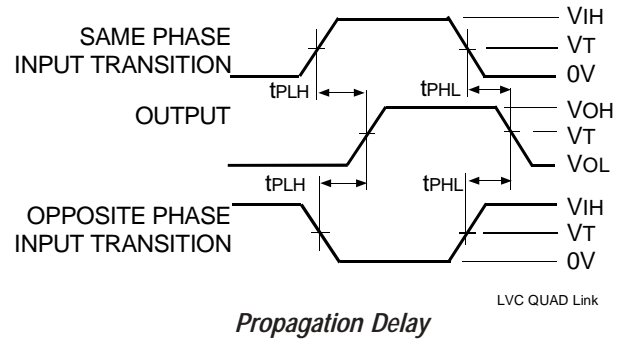 SAME PHASE
INPUT TRANSITION
VIH
VT
0V
tPLH
tPHL
OUTPUT
VOH
VT
VOL
tPLH
tPHL
OPPOSITE PHASE
INPUT TRANSITION
VIH
VT
0V
LVC QUAD Link
Propagation Delay